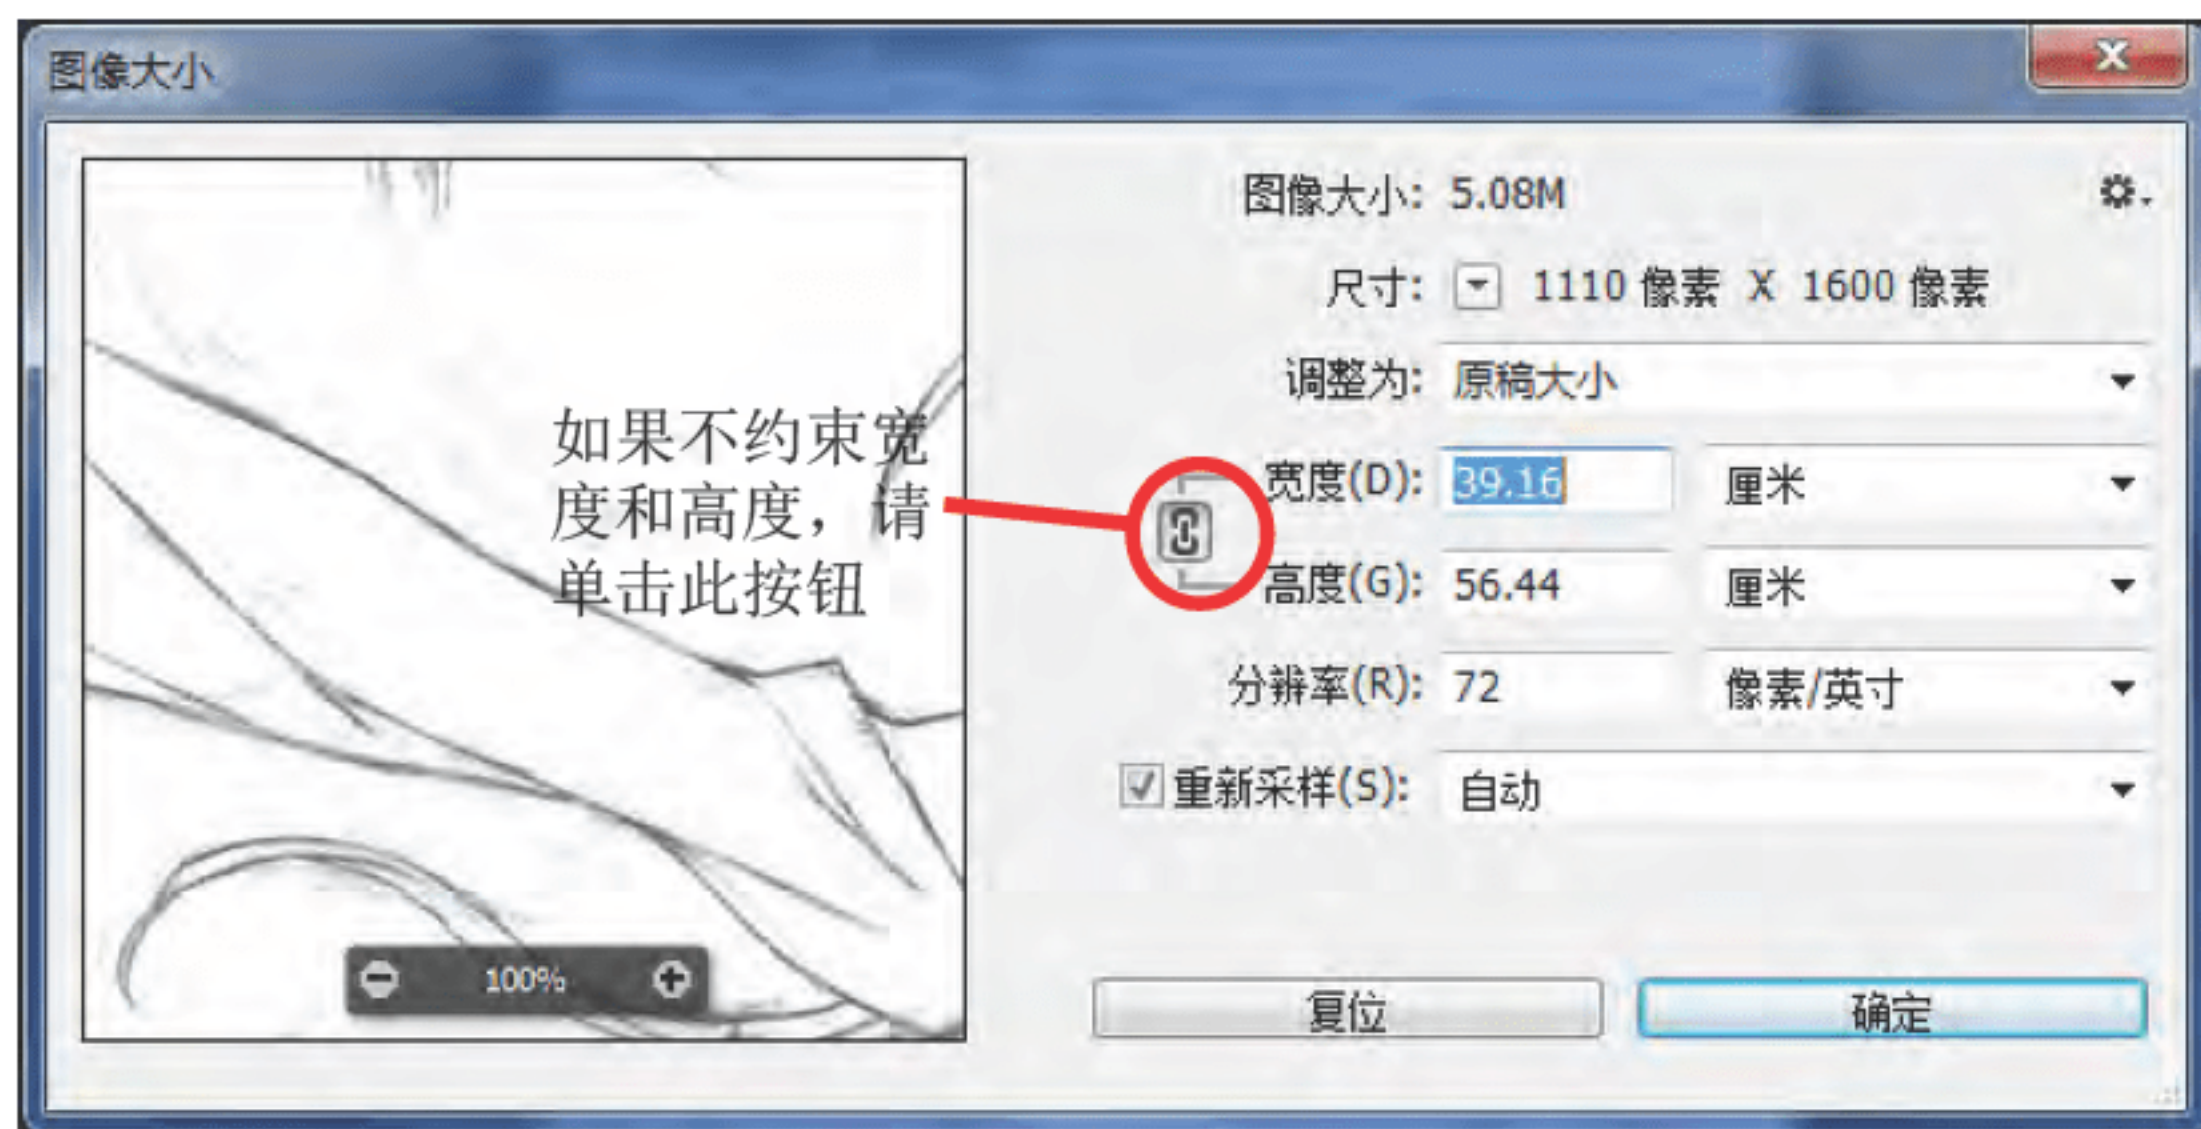 图像大小
如果不约束宽
度和高度，请
单击此按钮
100%
图像大小: 5.08M
尺寸: 1110 像素 X 1600 像素
调整为: 原稿大小
宽度(D): 39.16 厘米
高度(G): 56.44 厘米
分辨率(R): 72 像素/英寸
重新采样(S): 自动
复位 确定